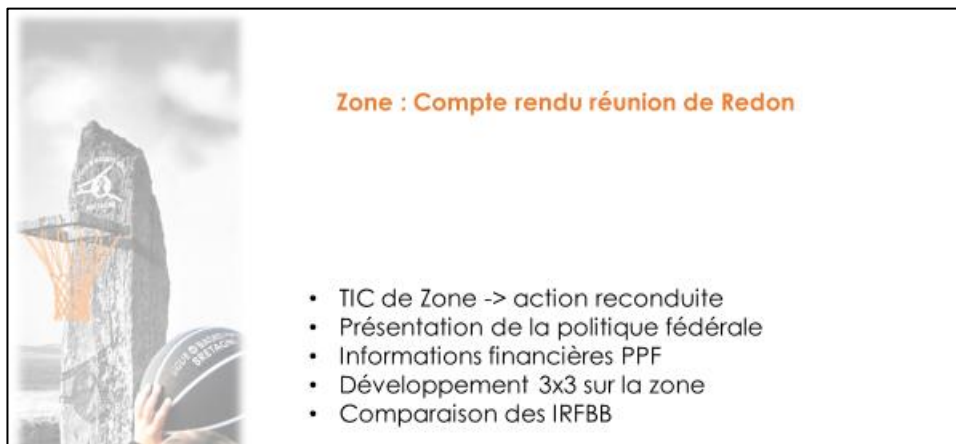 Zone : Compte rendu réunion de Redon
• TIC de Zone -> action reconduite
• Présentation de la politique fédérale
• Informations financières PPF
• Développement 3x3 sur la zone
• Comparaison des IRFBB
BRETAGNE